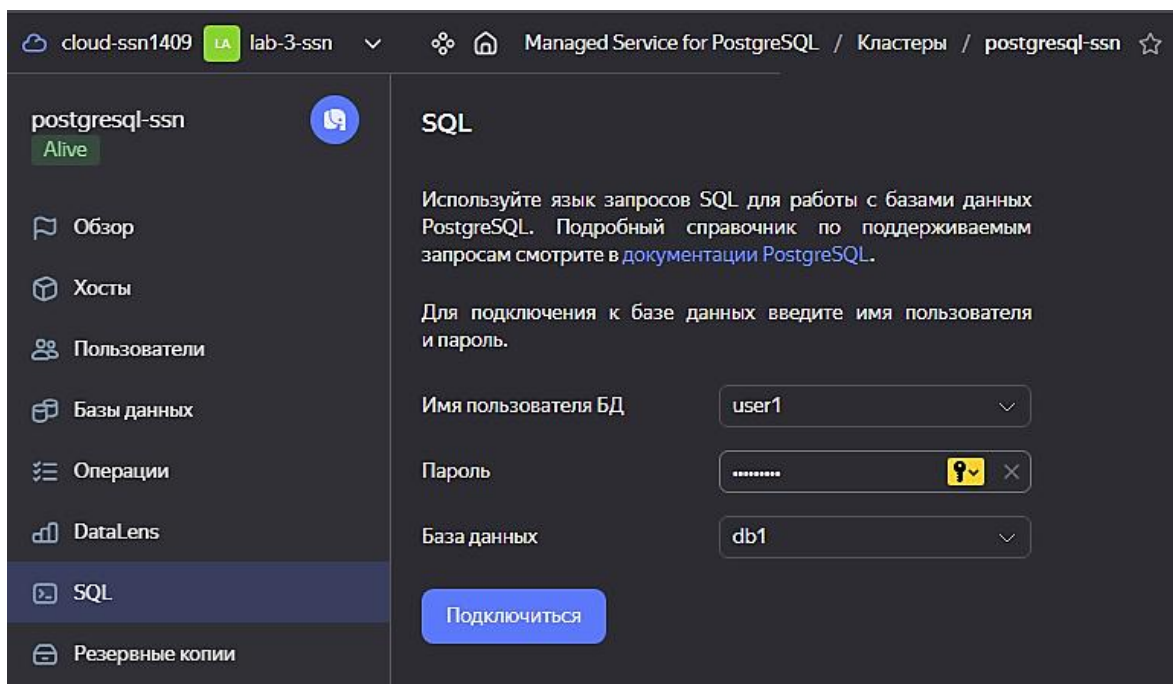 cloud-ssn1409 LA lab-3-ssn Managed Service for PostgreSQL / Кластеры / postgresql-ssn
postgresql-ssn
Alive
Обзор
Хосты
Пользователи
Базы данных
Операции
DataLens
SQL
Резервные копии
SQL
Используйте язык запросов SQL для работы с базами данных
PostgreSQL. Подробный справочник по поддерживаемым
запросам смотрите в документации PostgreSQL.
Для подключения к базе данных введите имя пользователя
и пароль.
Имя пользователя БД user1
Пароль •••••••••
База данных db1
Подключиться